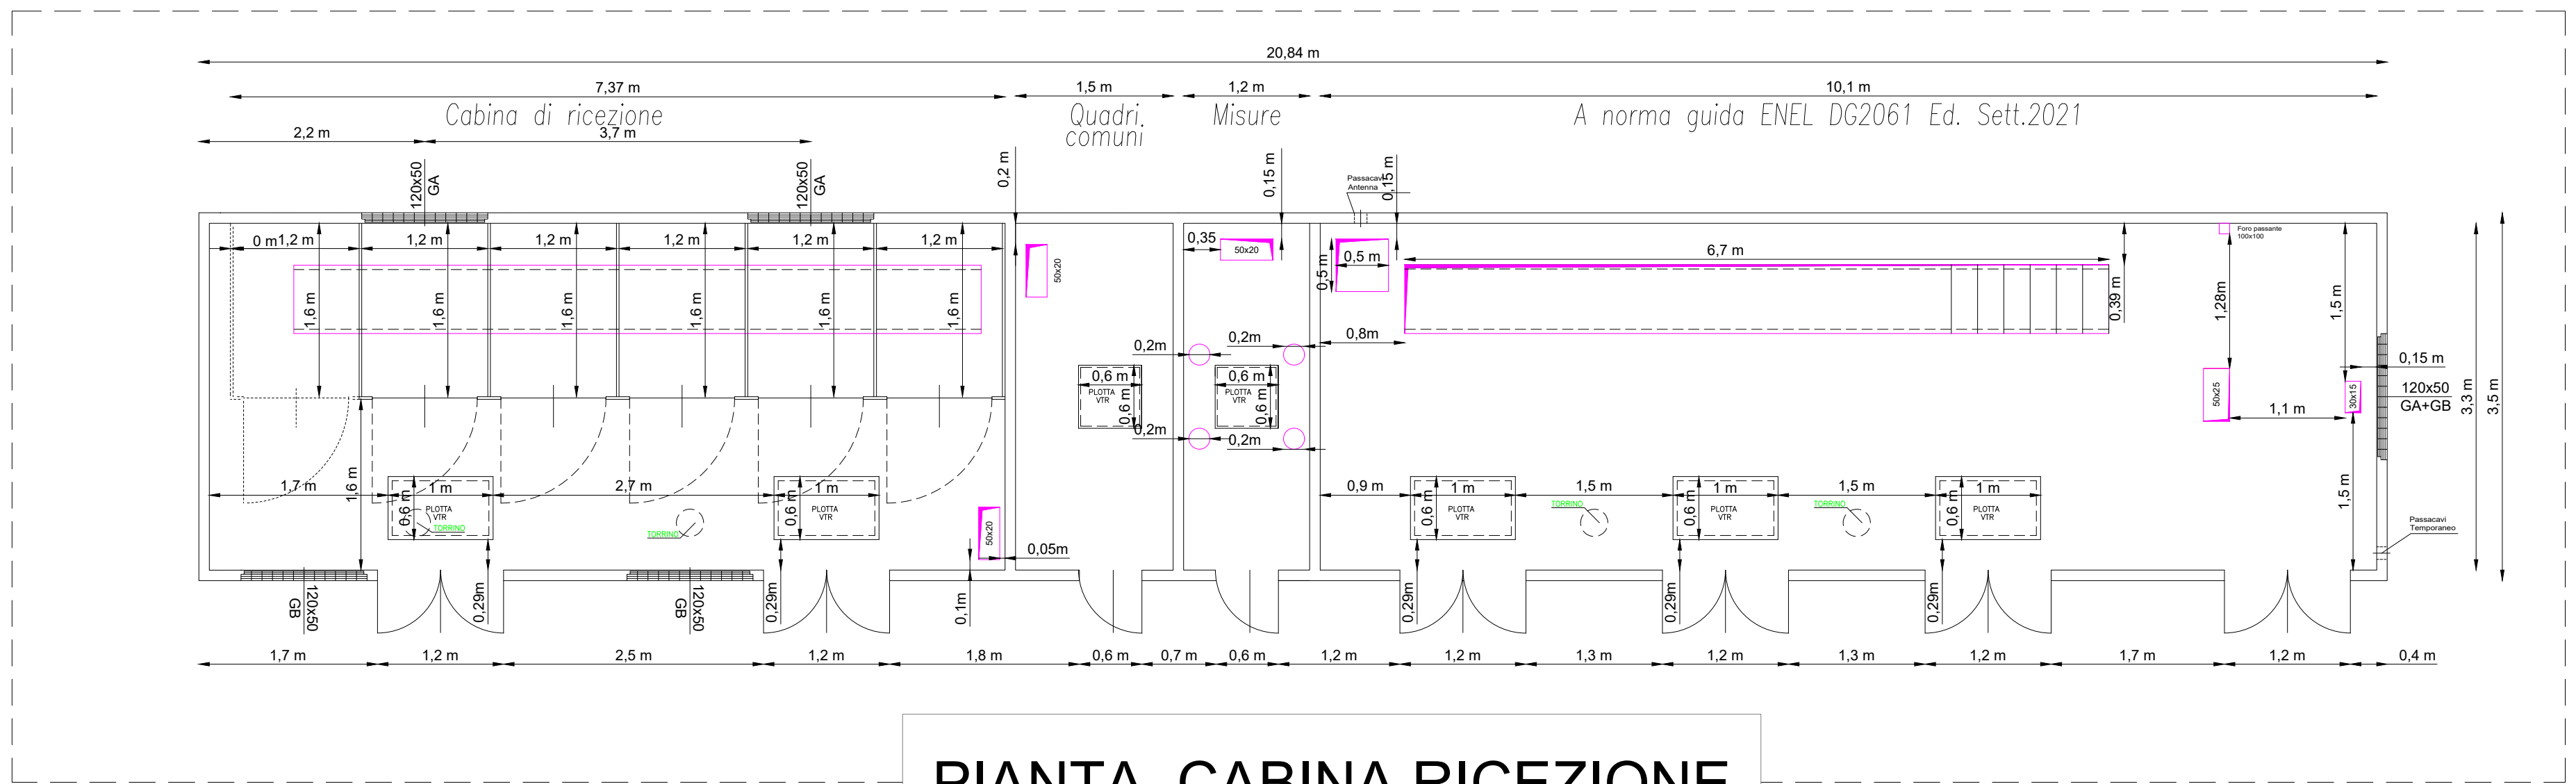 20,84 m
7,37 m
1,5 m
1,2 m
10,1 m
Cabina di ricezione
Quadri.
comuni
Misure
A norma guida ENEL DG2061 Ed. Sett.2021
2,2 m
3,7 m
120x50
GA
120x50
GA
0,2 m
0,15 m
Passacavi
Antenna
0,15 m
0 m
1,2 m
1,2 m
1,2 m
1,2 m
1,2 m
1,2 m
1,6 m
1,6 m
1,6 m
1,6 m
1,6 m
1,6 m
50x20
0,35
50x20
0,5 m
0,5 m
6,7 m
0,39 m
Foro passante
100x100
1,28m
1,5 m
0,8m
0,2m
0,2m
0,6 m
PLOTTA
VTR
0,6 m
0,6 m
PLOTTA
VTR
0,6 m
0,2m
0,2m
50x25
1,1 m
30x15
0,15 m
120x50
GA+GB
3,3 m
3,5 m
1,7 m
1,6 m
1 m
0,6 m
PLOTTA
VTR
TORRINO
2,7 m
TORRINO
1 m
0,6 m
PLOTTA
VTR
50x20
0,05m
0,9 m
1 m
0,6 m
PLOTTA
VTR
1,5 m
TORRINO
1 m
0,6 m
PLOTTA
VTR
1,5 m
TORRINO
1 m
0,6 m
PLOTTA
VTR
1,5 m
Passacavi
Temporaneo
120x50
GB
0,29m
120x50
GB
0,29m
0,1m
0,29m
0,29m
0,29m
1,7 m
1,2 m
2,5 m
1,2 m
1,8 m
0,6 m
0,7 m
0,6 m
1,2 m
1,2 m
1,3 m
1,2 m
1,3 m
1,2 m
1,7 m
1,2 m
0,4 m
PIANTA CABINA RICEZIONE